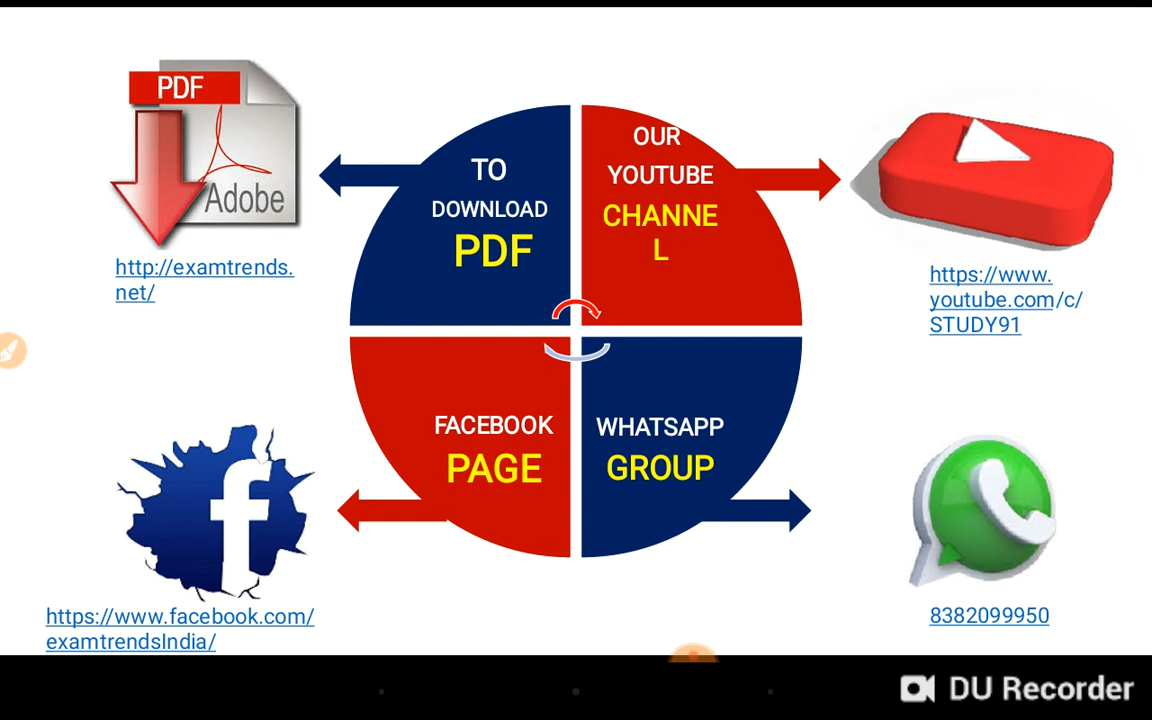 PDF
Adobe
http://examtrends.
net/
TO
DOWNLOAD
PDF
OUR
YOUTUBE
CHANNE
L
https://www.
youtube.com/c/
STUDY91
FACEBOOK
PAGE
https://www.facebook.com/
examtrendsIndia/
WHATSAPP
GROUP
8382099950
DU Recorder